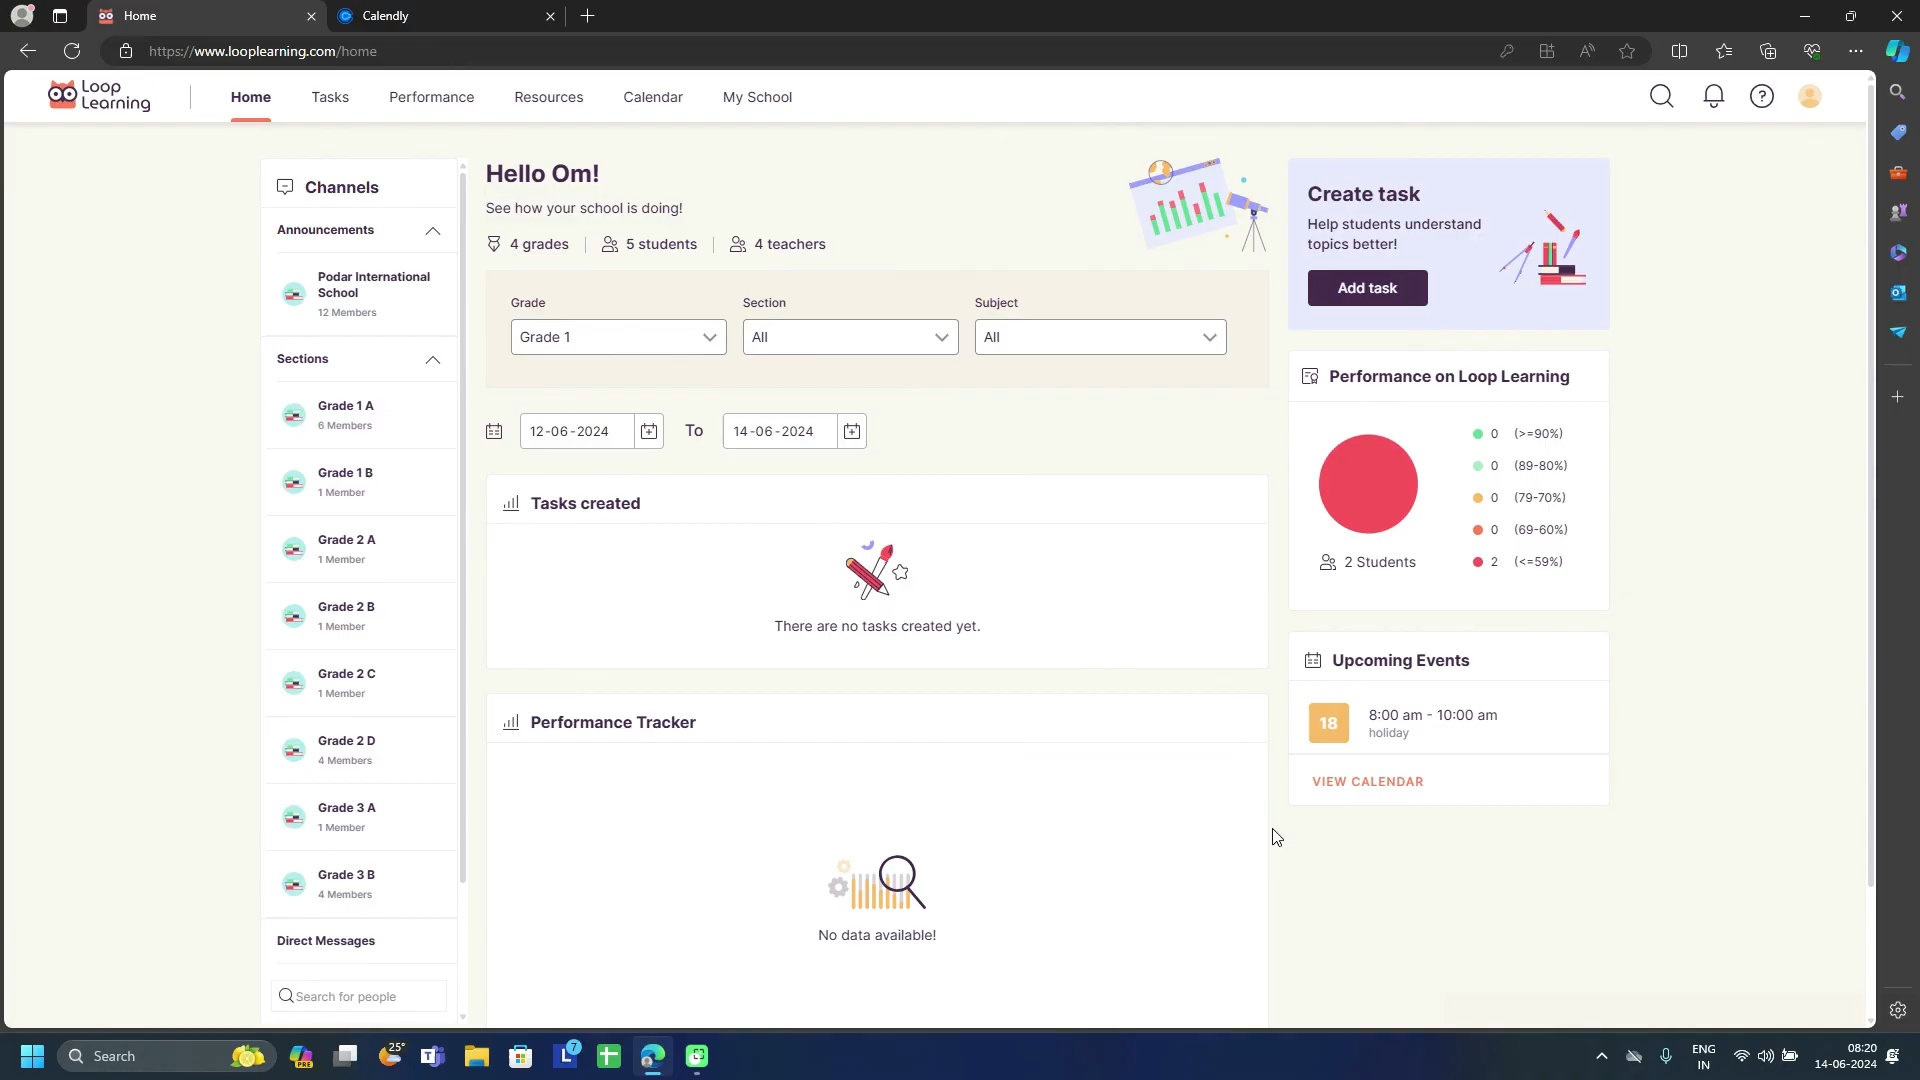 Home
Calendly
https://www.looplearning.com/home
Loop
Learning
Home
Tasks
Performance
Resources
Calendar
My School
Channels
Announcements
Podar International
School
12 Members
Sections
Grade 1 A
6 Members
Grade 1 B
1 Member
Grade 2 A
1 Member
Grade 2 B
1 Member
Grade 2 C
1 Member
Grade 2 D
4 Members
Grade 3 A
1 Member
Grade 3 B
4 Members
Direct Messages
Search for people
Hello Om!
See how your school is doing!
4 grades
5 students
4 teachers
Grade
Section
Subject
Grade 1
All
All
12-06-2024
To
14-06-2024
Tasks created
There are no tasks created yet.
Performance Tracker
No data available!
Create task
Help students understand
topics better!
Add task
Performance on Loop Learning
0 (>=90%)
0 (89-80%)
0 (79-70%)
0 (69-60%)
2 (<=59%)
2 Students
Upcoming Events
18
8:00 am - 10:00 am
holiday
VIEW CALENDAR
Search
PRE
25°
7
ENG
IN
08:20
14-06-2024